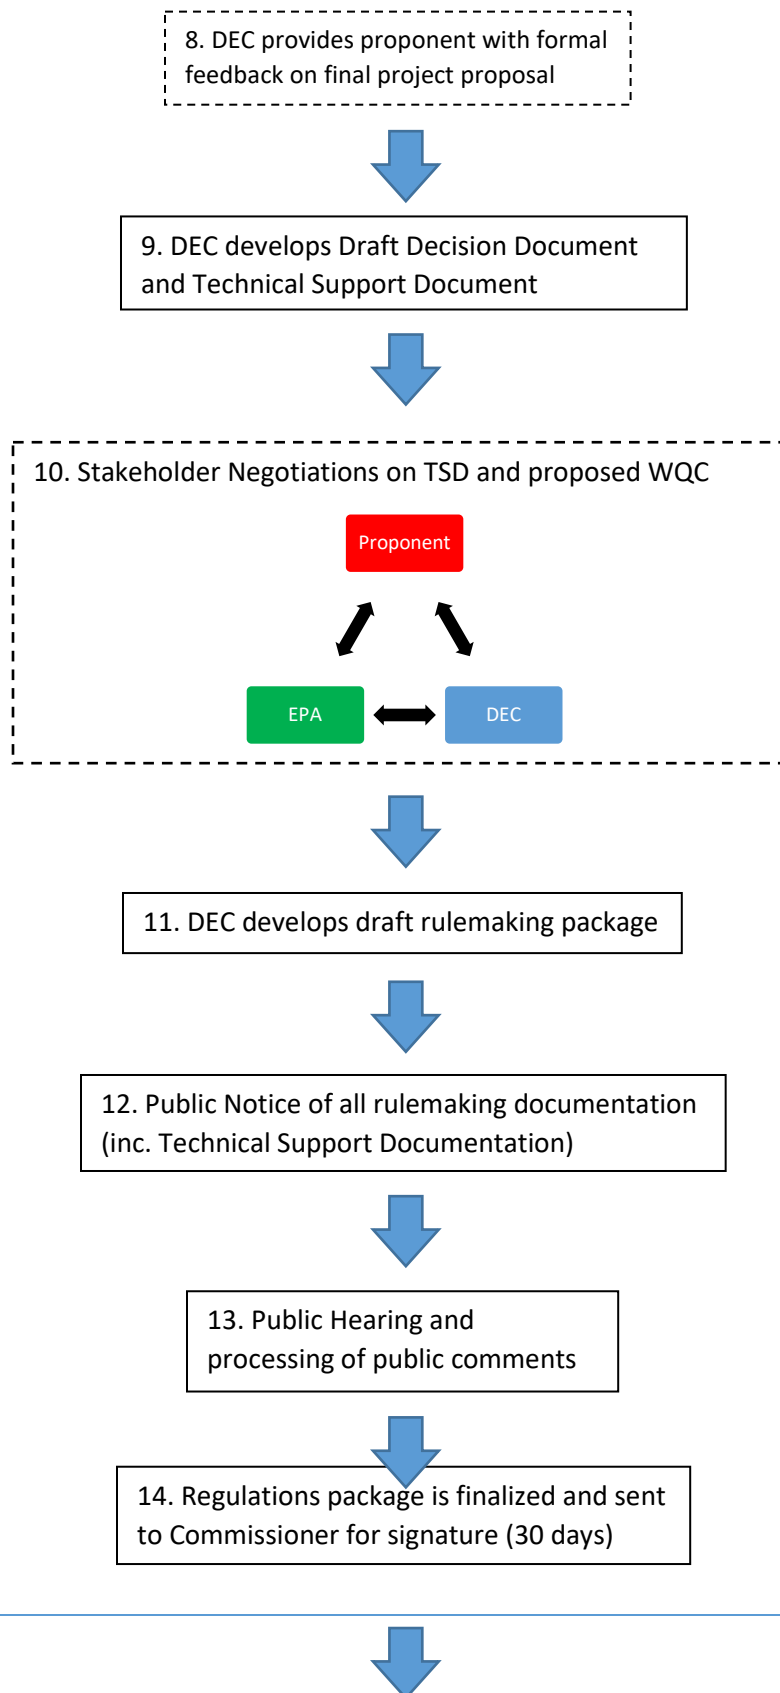 8. DEC provides proponent with formal
feedback on final project proposal
9. DEC develops Draft Decision Document
and Technical Support Document
10. Stakeholder Negotiations on TSD and proposed WQC
Proponent
EPA
DEC
11. DEC develops draft rulemaking package
12. Public Notice of all rulemaking documentation
(inc. Technical Support Documentation)
13. Public Hearing and
processing of public comments
14. Regulations package is finalized and sent
to Commissioner for signature (30 days)